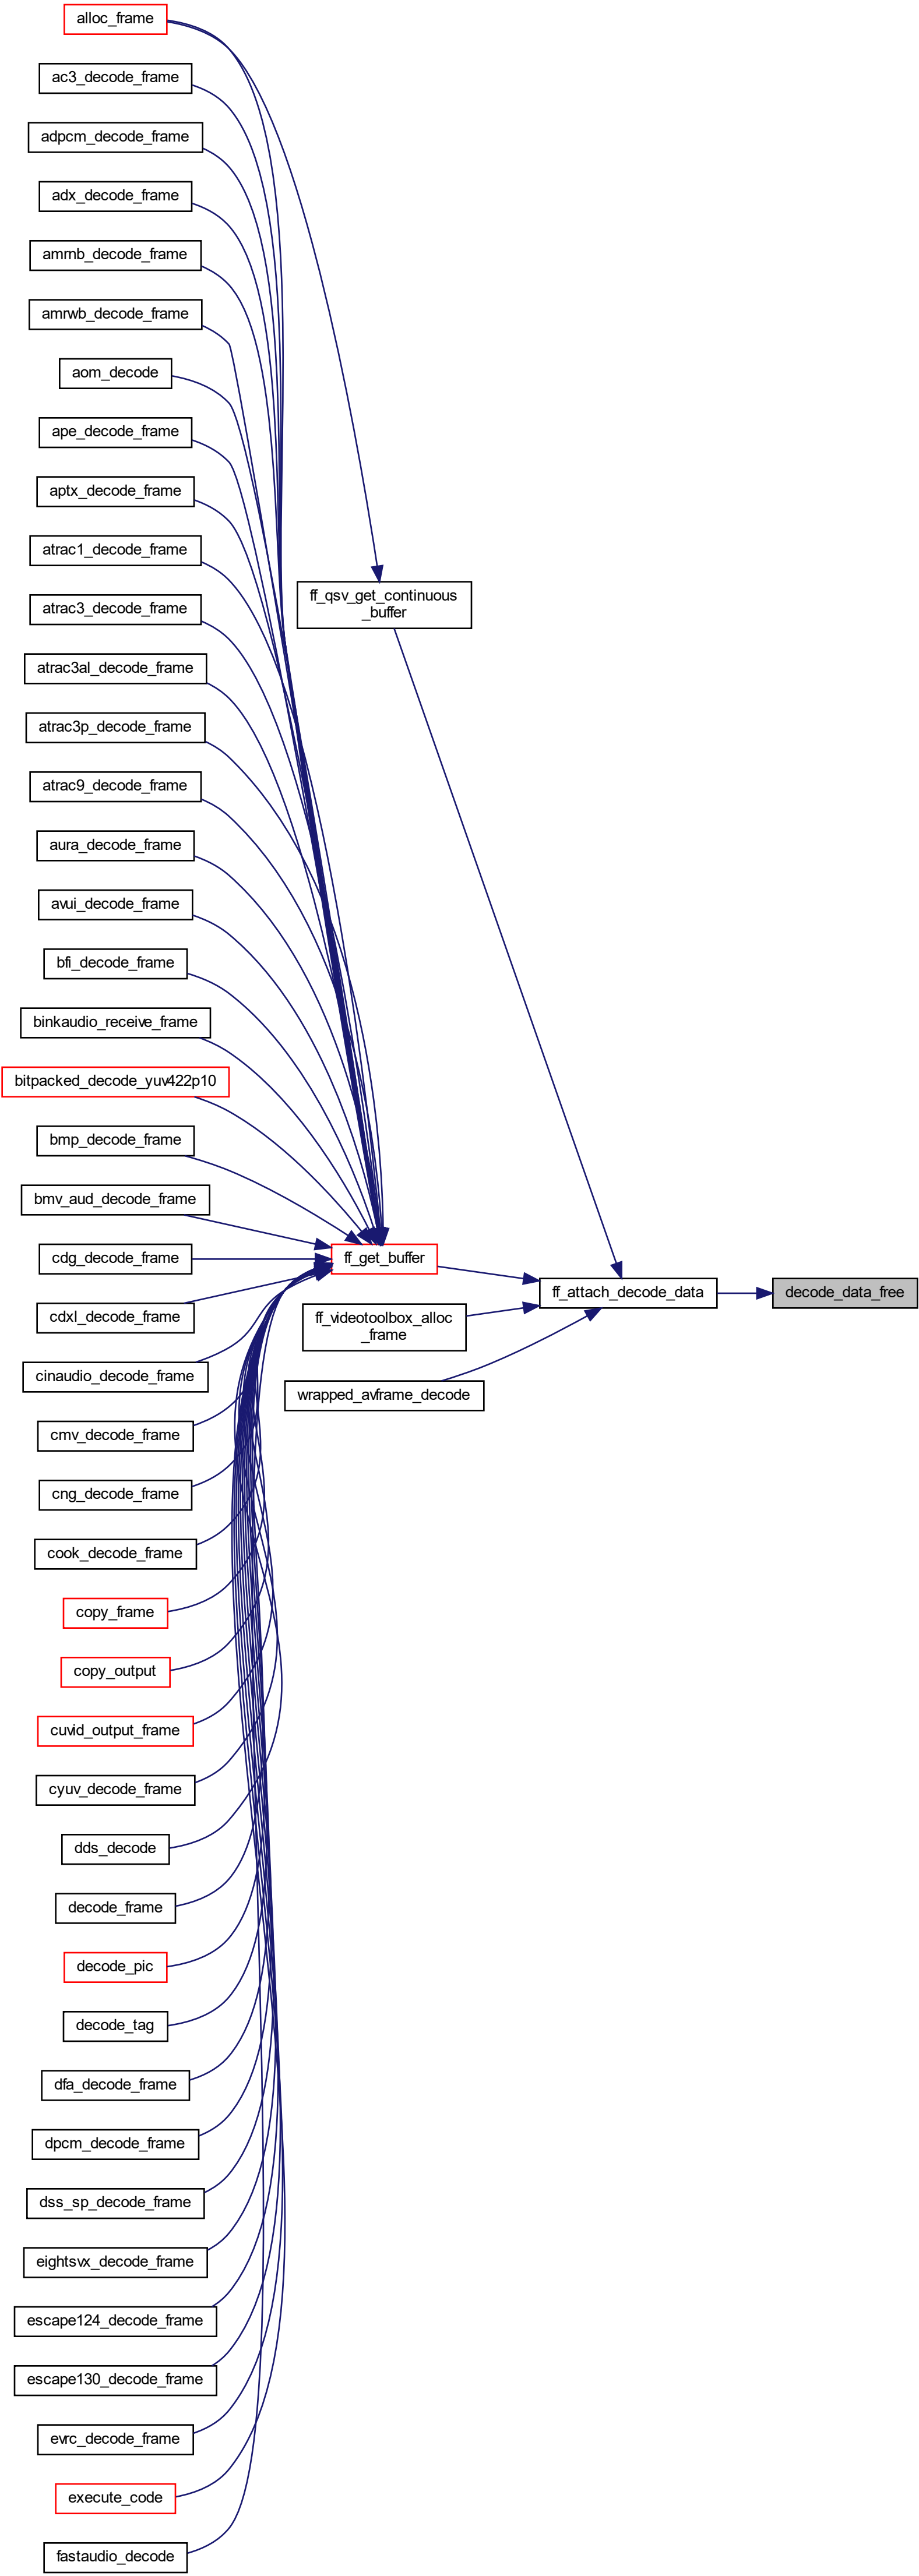 alloc_frame
ac3_decode_frame
adpcm_decode_frame
adx_decode_frame
amrnb_decode_frame
amrwb_decode_frame
aom_decode
ape_decode_frame
aptx_decode_frame
atrac1_decode_frame
atrac3_decode_frame
atrac3al_decode_frame
atrac3p_decode_frame
atrac9_decode_frame
aura_decode_frame
avui_decode_frame
bfi_decode_frame
binkaudio_receive_frame
bitpacked_decode_yuv422p10
bmp_decode_frame
bmv_aud_decode_frame
cdg_decode_frame
cdxl_decode_frame
cinaudio_decode_frame
cmv_decode_frame
cng_decode_frame
cook_decode_frame
copy_frame
copy_output
cuvid_output_frame
cyuv_decode_frame
dds_decode
decode_frame
decode_pic
decode_tag
dfa_decode_frame
dpcm_decode_frame
dss_sp_decode_frame
eightsvx_decode_frame
escape124_decode_frame
escape130_decode_frame
evrc_decode_frame
execute_code
fastaudio_decode
ff_qsv_get_continuous
_buffer
ff_get_buffer
ff_videotoolbox_alloc
_frame
wrapped_avframe_decode
ff_attach_decode_data
decode_data_free